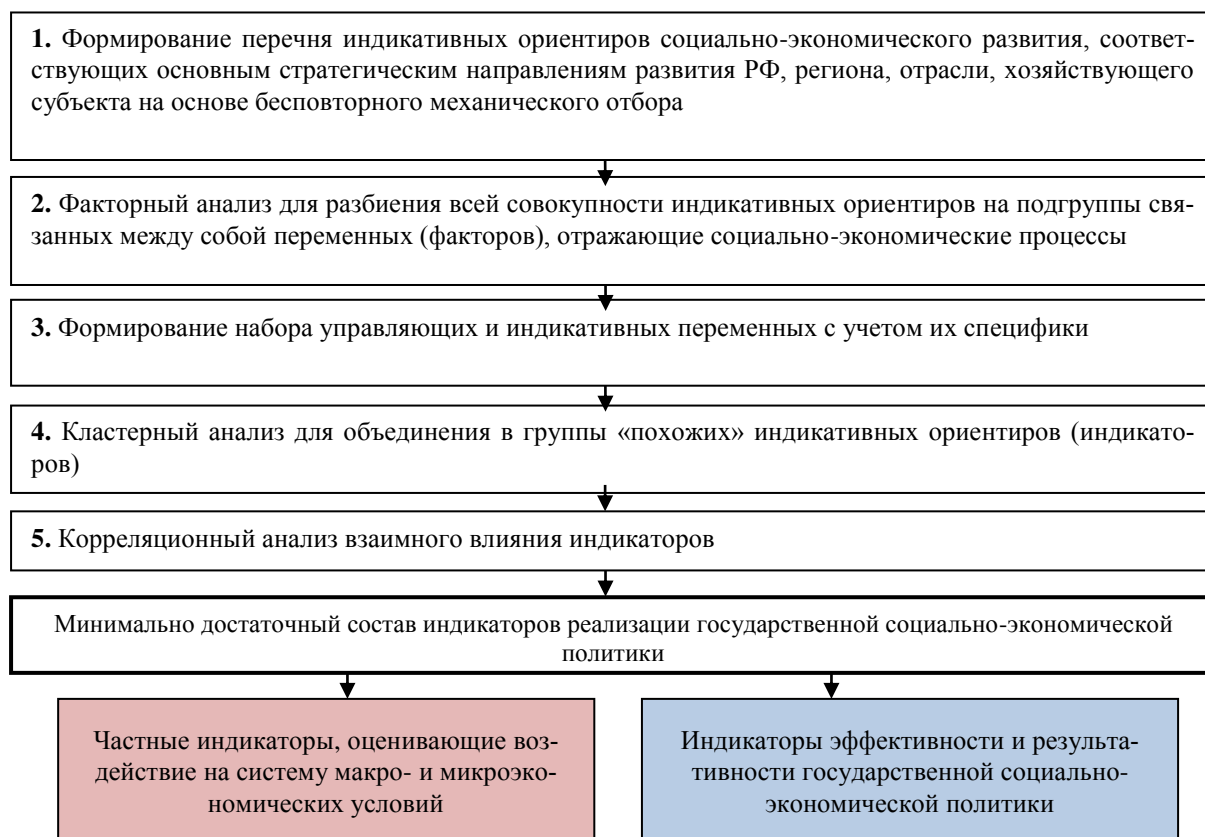 1. Формирование перечня индикативных ориентиров социально-экономического развития, соответ-
ствующих основным стратегическим направлениям развития РФ, региона, отрасли, хозяйствующего
субъекта на основе бесповторного механического отбора
2. Факторный анализ для разбиения всей совокупности индикативных ориентиров на подгруппы свя-
занных между собой переменных (факторов), отражающие социально-экономические процессы
3. Формирование набора управляющих и индикативных переменных с учетом их специфики
4. Кластерный анализ для объединения в группы «похожих» индикативных ориентиров (индикато-
ров)
5. Корреляционный анализ взаимного влияния индикаторов
Минимально достаточный состав индикаторов реализации государственной социально-экономической
политики
Частные индикаторы, оценивающие воз-
действие на систему макро- и микроэко-
номических условий
Индикаторы эффективности и результа-
тивности государственной социально-
экономической политики